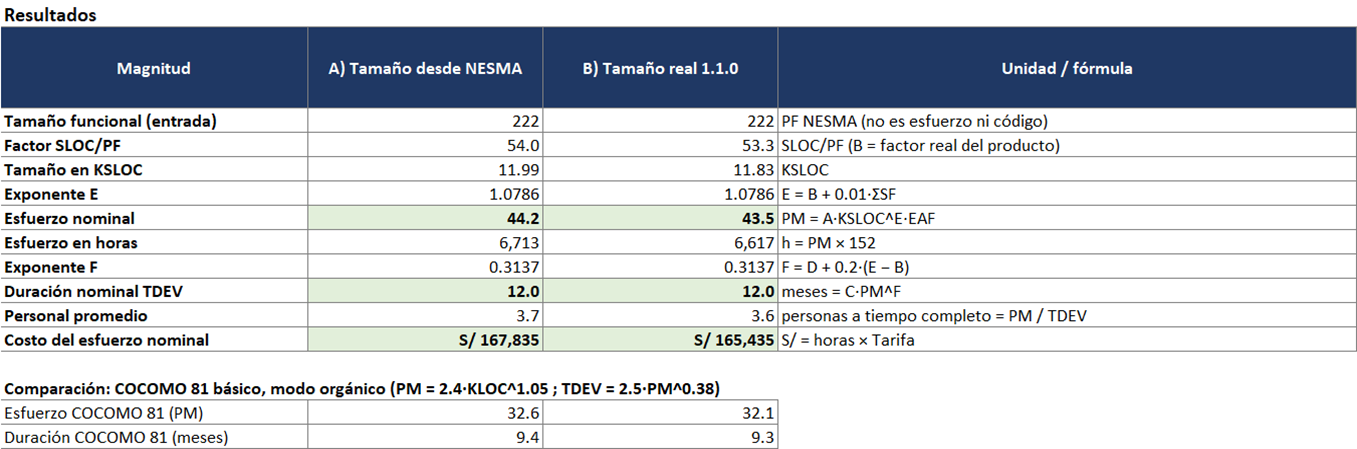 Resultados
Magnitud A) Tamaño desde NESMA B) Tamaño real 1.1.0 Unidad / fórmula
Tamaño funcional (entrada) 222 222 PF NESMA (no es esfuerzo ni código)
Factor SLOC/PF 54.0 53.3 SLOC/PF (B = factor real del producto)
Tamaño en KSLOC 11.99 11.83 KSLOC
Exponente E 1.0786 1.0786 E = B + 0.01·ΣSF
Esfuerzo nominal 44.2 43.5 PM = A·KSLOC^E·EAF
Esfuerzo en horas 6,713 6,617 h = PM × 152
Exponente F 0.3137 0.3137 F = D + 0.2·(E − B)
Duración nominal TDEV 12.0 12.0 meses = C·PM^F
Personal promedio 3.7 3.6 personas a tiempo completo = PM / TDEV
Costo del esfuerzo nominal S/ 167,835 S/ 165,435 S/ = horas × Tarifa
Comparación: COCOMO 81 básico, modo orgánico (PM = 2.4·KLOC^1.05 ; TDEV = 2.5·PM^0.38)
Esfuerzo COCOMO 81 (PM) 32.6 32.1
Duración COCOMO 81 (meses) 9.4 9.3